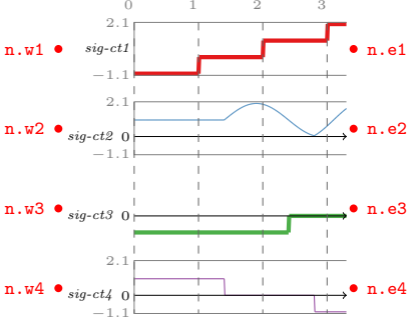 0 1 2 3
2.1
n.w1 sig-ct1 n.e1
−1.1
2.1
n.w2 sig-ct2 0 n.e2
−1.1
n.w3 sig-ct3 0 n.e3
2.1
n.w4 sig-ct4 0 n.e4
−1.1